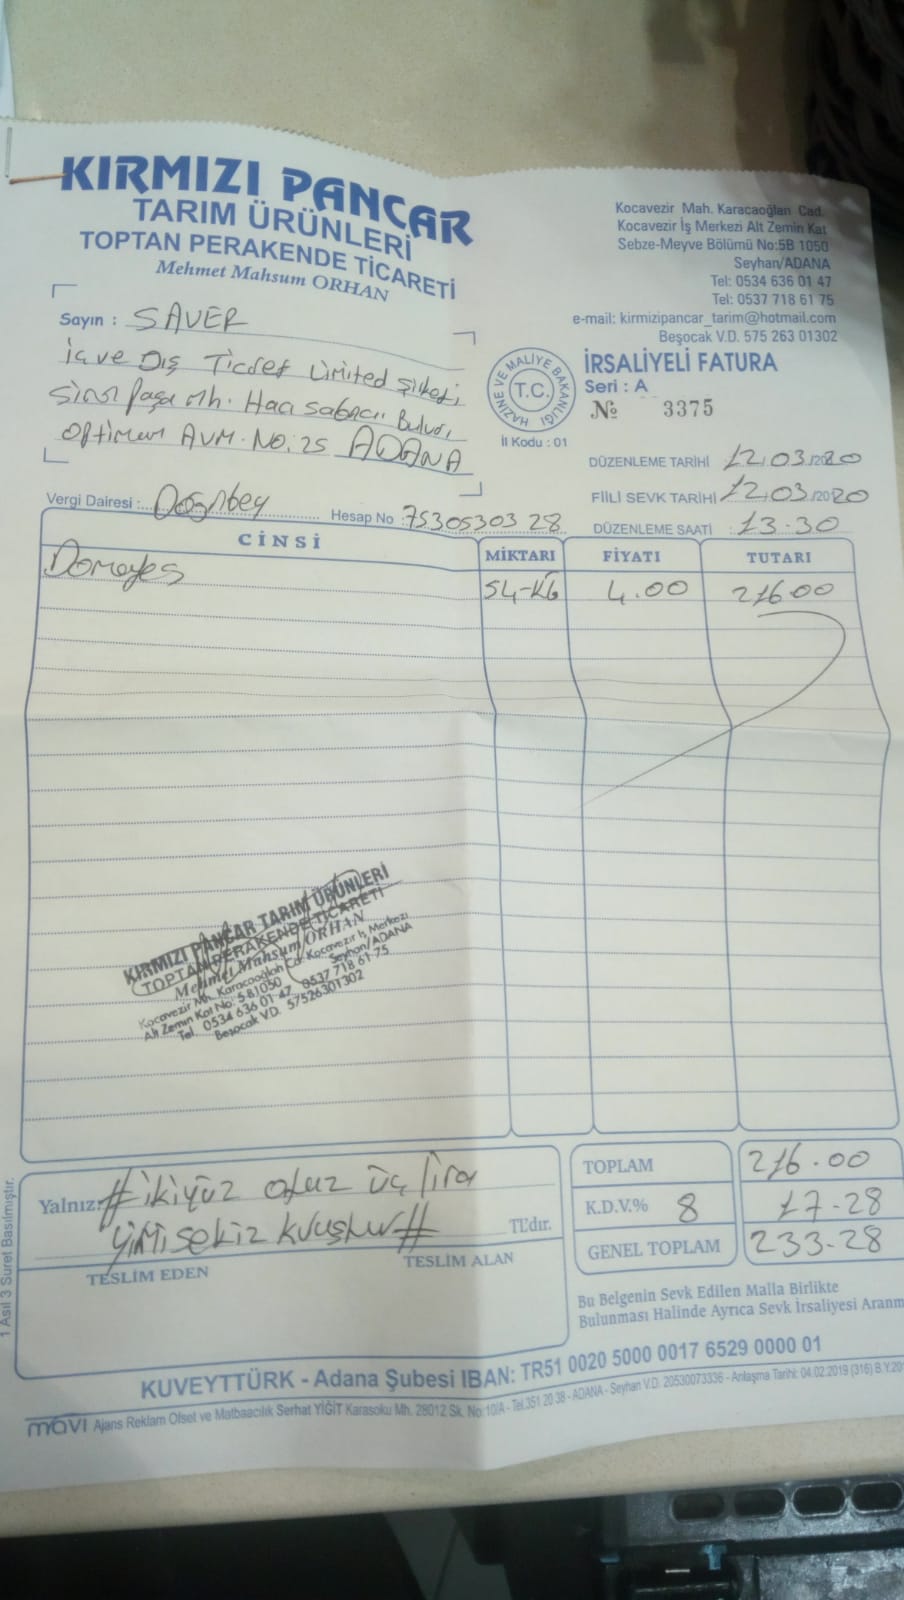 KIRMIZI PANCAR
TARIM ÜRÜNLERİ
TOPTAN PERAKENDE TİCARETİ
Mehmet Mahsum ORHAN
Kocavezir Mah. Karacaoğlan Cad.
Kocavezir İş Merkezi Alt Zemin Kat
Sebze-Meyve Bölümü No:5B 1050
Seyhan/ADANA
Tel: 0534 636 01 47
Tel: 0537 718 61 75
e-mail: kirmizipancar_tarim@hotmail.com
Beşocak V.D. 575 263 01302
Sayın : SAVER
iç ve Dış Ticaret Limited Şirketi
Sinan Paşa Mh. Hacı Sabancı Bulvarı
Optimum AVM. NO: 25 ADANA
T.C. HAZİNE VE MALİYE BAKANLIĞI
İl Kodu : 01
İRSALİYELİ FATURA
Seri : A
№ 3375
DÜZENLEME TARİHİ 12.03/2020
FİİLİ SEVK TARİHİ 12.03/2020
DÜZENLEME SAATİ : 13.30
Vergi Dairesi : Hesap No : 7530530328
CİNSİ MİKTARI FİYATI TUTARI
Domates 54-KG 4.00 216.00
KIRMIZI PANCAR TARIM ÜRÜNLERİ
TOPTAN PERAKENDE TİCARETİ
Mehmet Mahsum ORHAN
Kocavezir Mh. Karacaoğlan Cd. Kocavezir İş Merkezi
Alt Zemin Kat No: 5-B1050 Seyhan/ADANA
Tel. 0534 636 01 47 0537 718 61 75
Beşocak V.D. 57526301302
Yalnız: #ikiyüz otuz üç lira
yirmisekiz kuruştur# TL'dir.
TESLİM EDEN TESLİM ALAN
TOPLAM 216.00
K.D.V.% 8 17-28
GENEL TOPLAM 233-28
Bu Belgenin Sevk Edilen Malla Birlikte
Bulunması Halinde Ayrıca Sevk İrsaliyesi Aranm
1 Asıl 3 Suret Basılmıştır.
KUVEYTTÜRK - Adana Şubesi IBAN: TR51 0020 5000 0017 6529 0000 01
mavi Ajans Reklam Ofset ve Matbaacılık Serhat YİĞİT Karasoku Mh. 28012 Sk. No:10/A - Tel.351 20 38 - ADANA - Seyhan V.D. 20530073336 - Anlaşma Tarihi: 04.02.2019 (316) B.Y.20